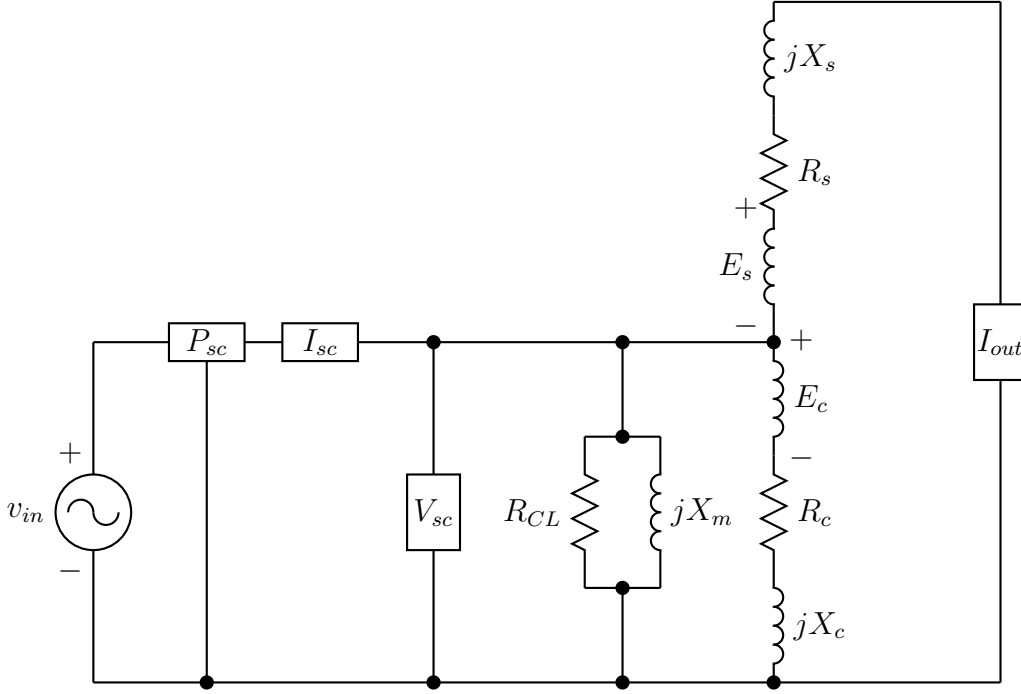 jX_s
R_s
+
E_s
−
P_sc
I_sc
+
I_out
E_c
+
−
v_in
V_sc
R_CL
jX_m
R_c
−
jX_c